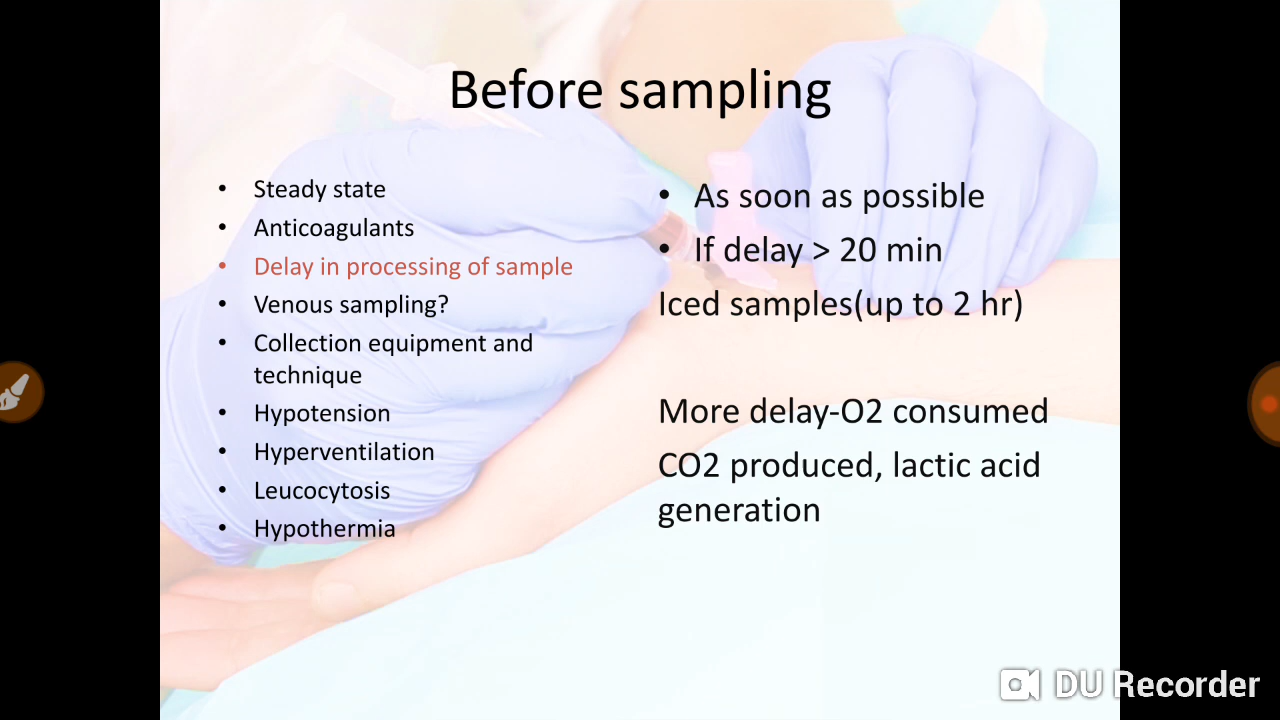 Before sampling
• Steady state
• Anticoagulants
• Delay in processing of sample
• Venous sampling?
• Collection equipment and
technique
• Hypotension
• Hyperventilation
• Leucocytosis
• Hypothermia
• As soon as possible
• If delay > 20 min
Iced samples(up to 2 hr)
More delay-O2 consumed
CO2 produced, lactic acid
generation
DU Recorder